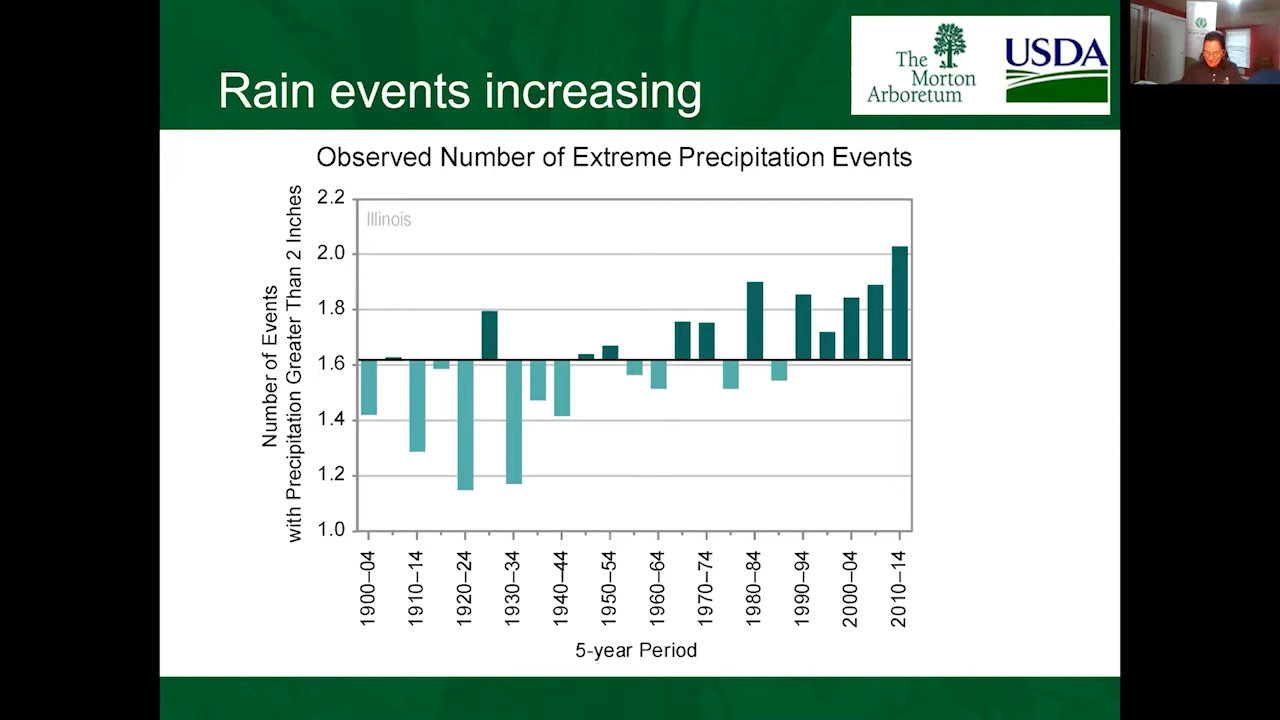 Rain events increasing
The
Morton
Arboretum
USDA
Observed Number of Extreme Precipitation Events
Number of Events
with Precipitation Greater Than 2 Inches
2.2
2.0
1.8
1.6
1.4
1.2
1.0
Illinois
1900–04
1910–14
1920–24
1930–34
1940–44
1950–54
1960–64
1970–74
1980–84
1990–94
2000–04
2010–14
5-year Period